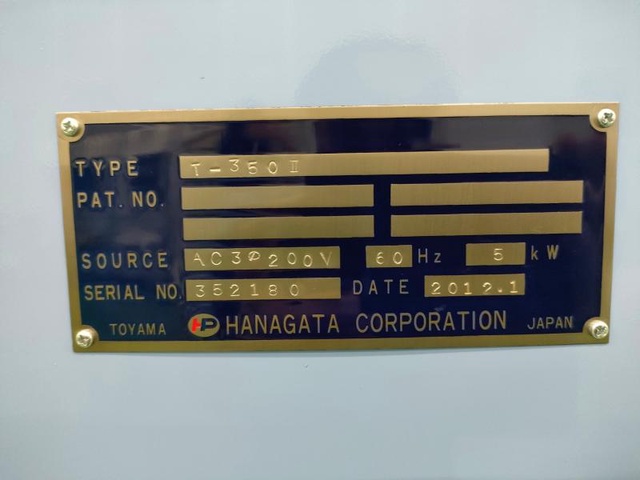 TYPE T-350Ⅱ
PAT. NO.
SOURCE AC3φ200V 60 Hz 5 kW
SERIAL NO. 352180 DATE 2012.1
TOYAMA HP HANAGATA CORPORATION JAPAN